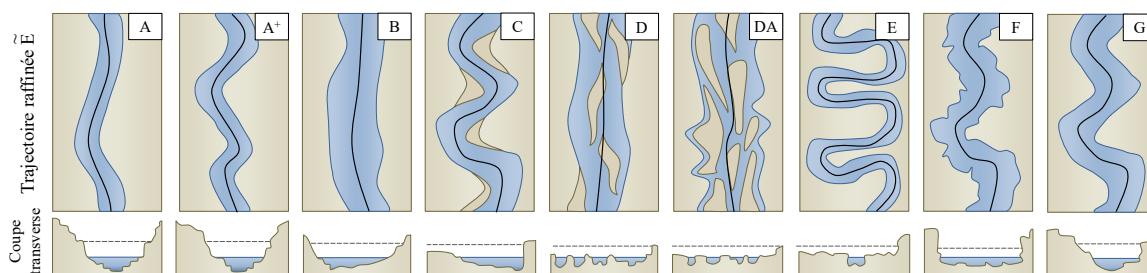 A
A+
B
C
D
DA
E
F
G
Trajectoire raffinée Ẽ
Coupe
transverse